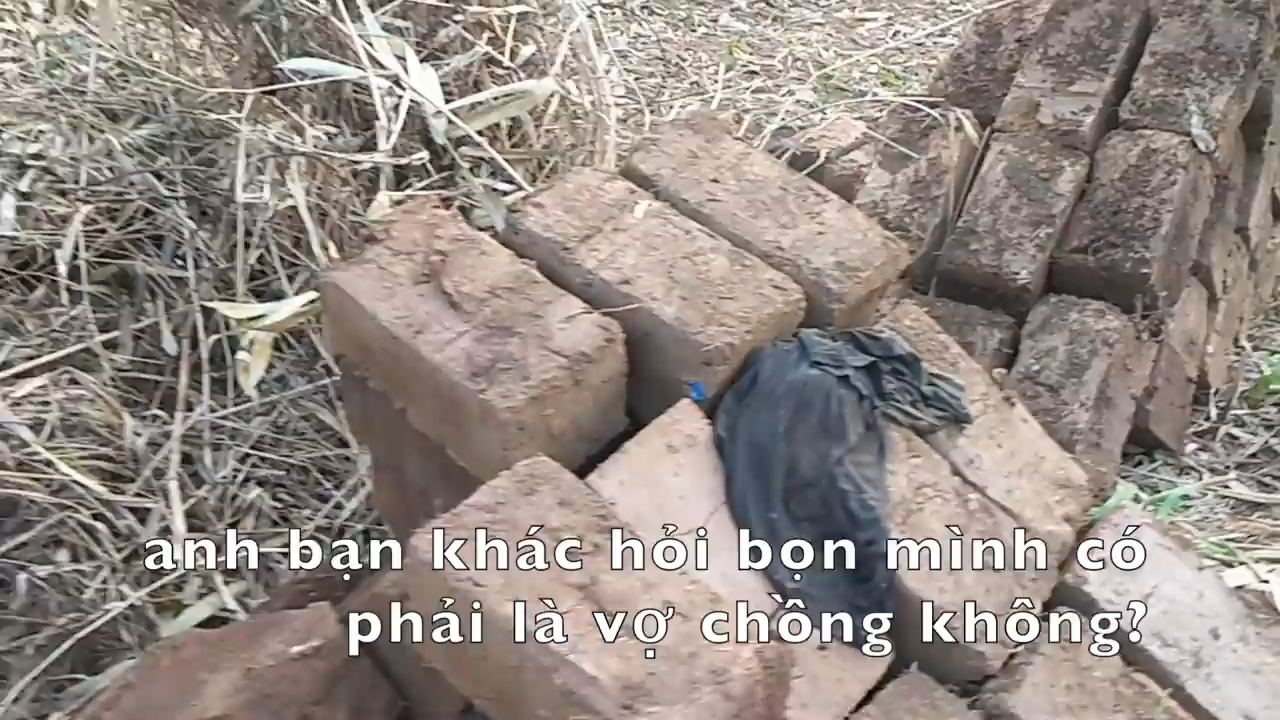 anh bạn khác hỏi bọn mình có
phải là vợ chồng không?